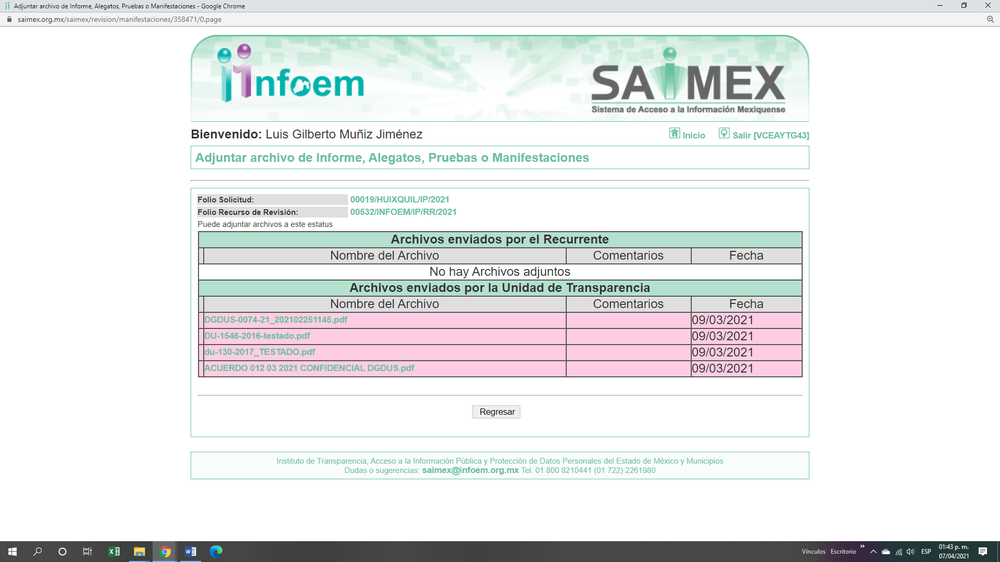 Adjuntar archivo de Informe, Alegatos, Pruebas o Manifestaciones - Google Chrome
saimex.org.mx/saimex/revision/manifestaciones/358471/0.page
infoem
SAIMEX
Sistema de Acceso a la Información Mexiquense
Bienvenido: Luis Gilberto Muñiz Jiménez
Inicio Salir [VCEAYTG43]
Adjuntar archivo de Informe, Alegatos, Pruebas o Manifestaciones
Folio Solicitud: 00019/HUIXQUIL/IP/2021
Folio Recurso de Revisión: 00532/INFOEM/IP/RR/2021
Puede adjuntar archivos a este estatus
Archivos enviados por el Recurrente
Nombre del Archivo Comentarios Fecha
No hay Archivos adjuntos
Archivos enviados por la Unidad de Transparencia
Nombre del Archivo Comentarios Fecha
DGDUS-0074-21_202102251145.pdf 09/03/2021
DU-1546-2016-testado.pdf 09/03/2021
du-130-2017_TESTADO.pdf 09/03/2021
ACUERDO 012 03 2021 CONFIDENCIAL DGDUS.pdf 09/03/2021
Regresar
Instituto de Transparencia, Acceso a la Información Pública y Protección de Datos Personales del Estado de México y Municipios
Dudas o sugerencias: saimex@infoem.org.mx Tel. 01 800 8210441 (01 722) 2261980
Vínculos Escritorio » ESP 01:43 p. m.
07/04/2021